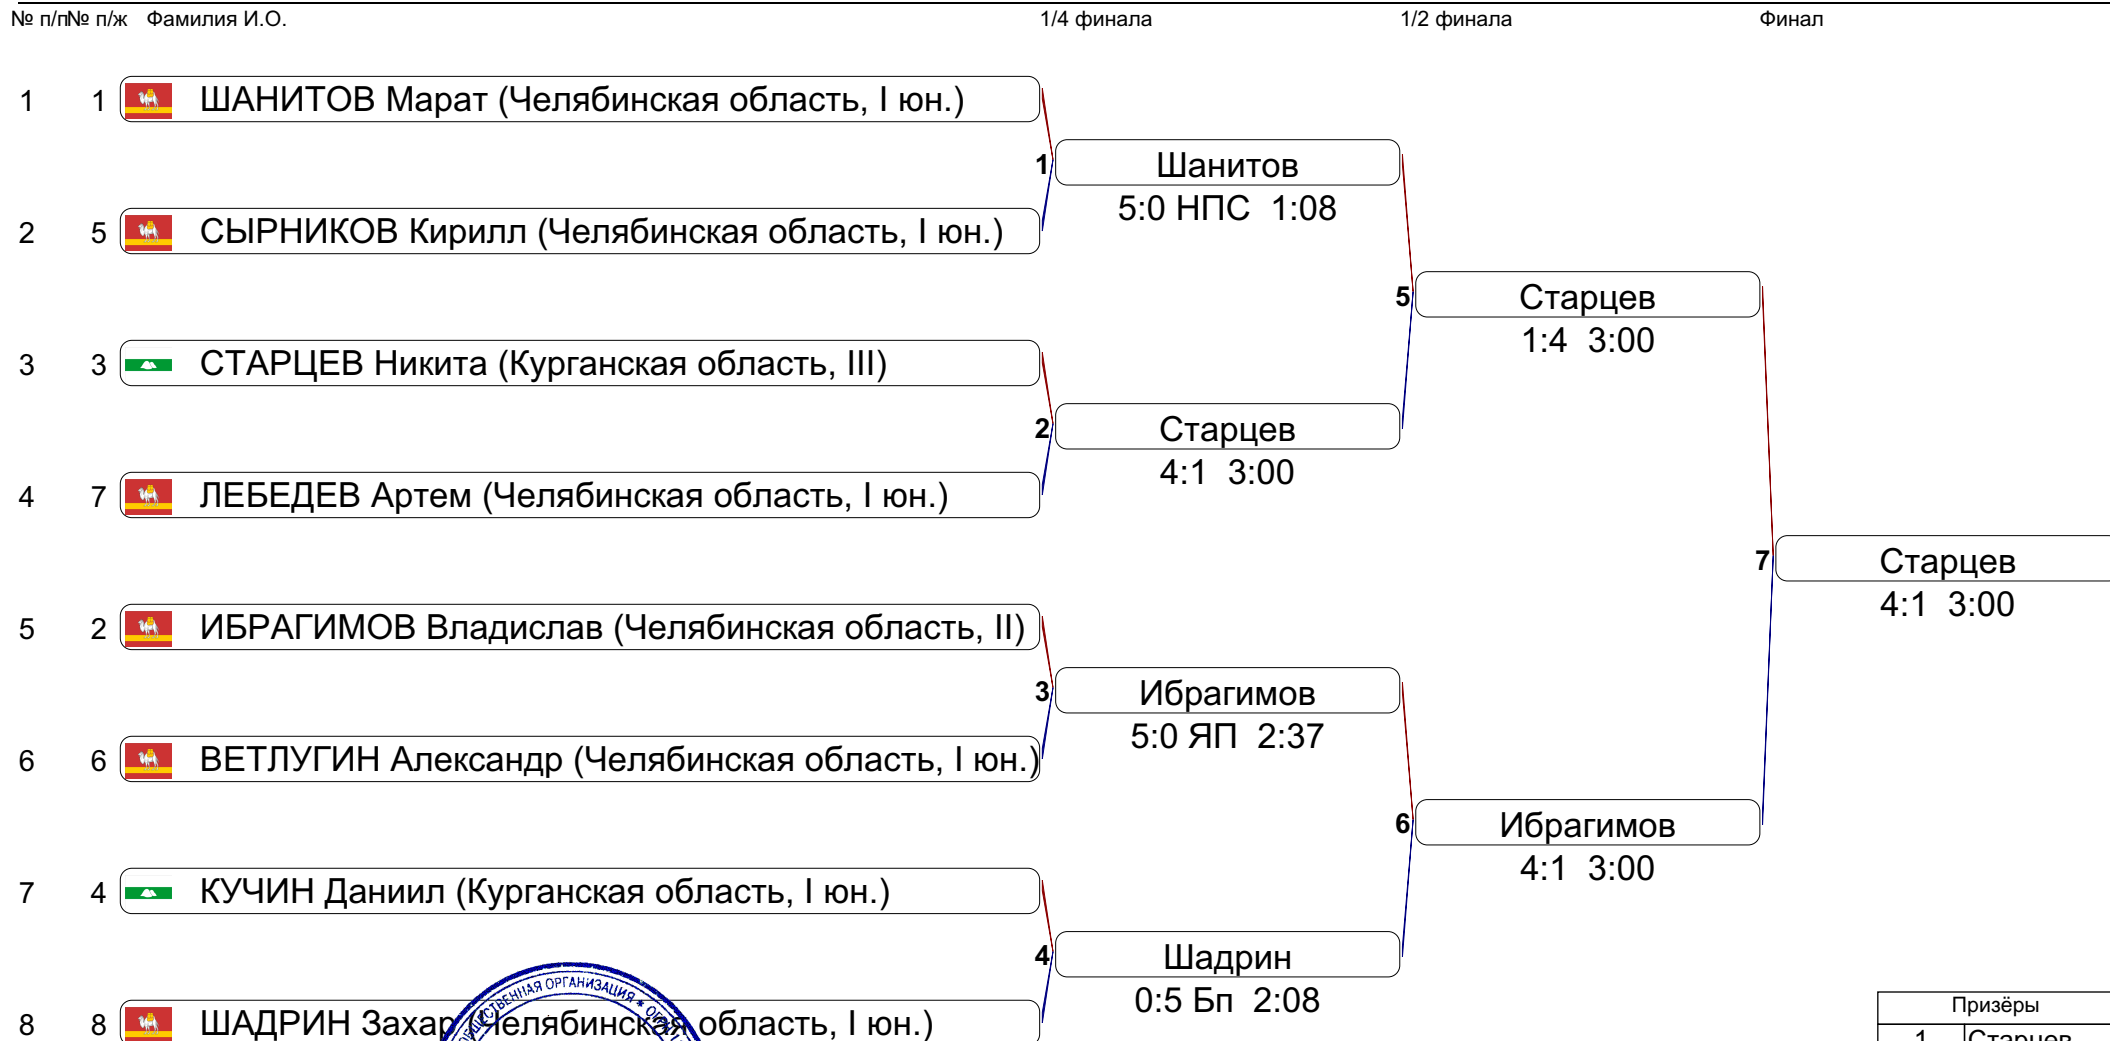 № п/п № п/ж Фамилия И.О. 1/4 финала 1/2 финала Финал
1 1 ШАНИТОВ Марат (Челябинская область, I юн.)
1 Шанитов
5:0 НПС 1:08
2 5 СЫРНИКОВ Кирилл (Челябинская область, I юн.)
5 Старцев
1:4 3:00
3 3 СТАРЦЕВ Никита (Курганская область, III)
2 Старцев
4:1 3:00
4 7 ЛЕБЕДЕВ Артем (Челябинская область, I юн.)
7 Старцев
4:1 3:00
5 2 ИБРАГИМОВ Владислав (Челябинская область, II)
3 Ибрагимов
5:0 ЯП 2:37
6 6 ВЕТЛУГИН Александр (Челябинская область, I юн.)
6 Ибрагимов
4:1 3:00
7 4 КУЧИН Даниил (Курганская область, I юн.)
4 Шадрин
0:5 Бп 2:08
8 8 ШАДРИН Захар (Челябинская область, I юн.)
ОРГАНИЗАЦИЯ
Призёры
1 Старцев